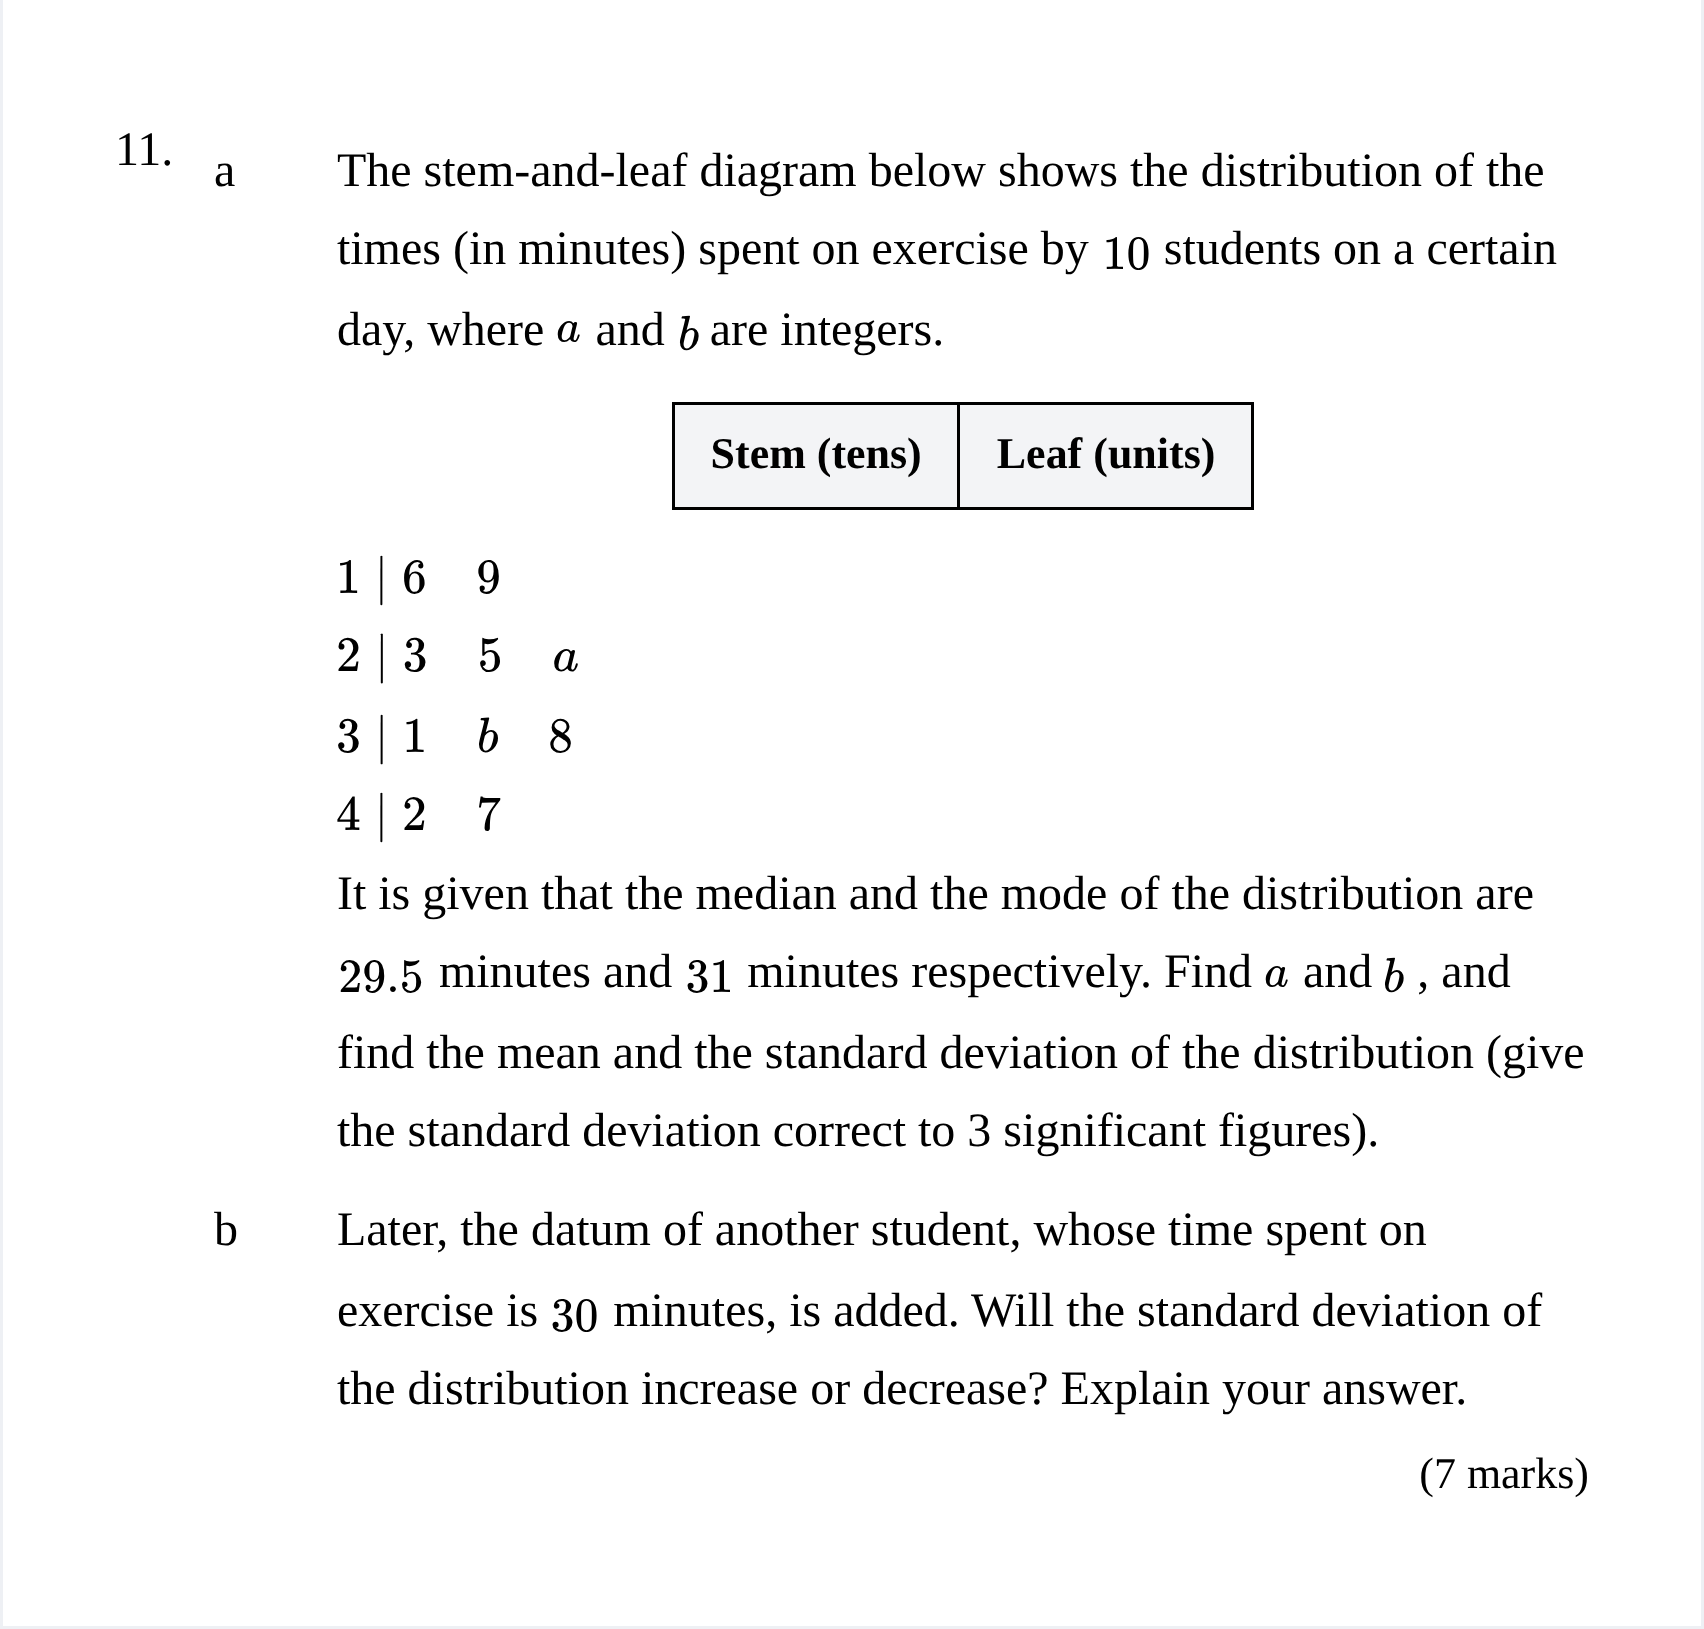 11.
a The stem-and-leaf diagram below shows the distribution of the
times (in minutes) spent on exercise by 10 students on a certain
day, where a and b are integers.
Stem (tens) Leaf (units)
1 | 6 9
2 | 3 5 a
3 | 1 b 8
4 | 2 7
It is given that the median and the mode of the distribution are
29.5 minutes and 31 minutes respectively. Find a and b , and
find the mean and the standard deviation of the distribution (give
the standard deviation correct to 3 significant figures).
b Later, the datum of another student, whose time spent on
exercise is 30 minutes, is added. Will the standard deviation of
the distribution increase or decrease? Explain your answer.
(7 marks)